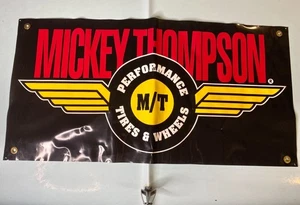 MICKEY THOMPSON
®
PERFORMANCE
M/T
TIRES & WHEELS